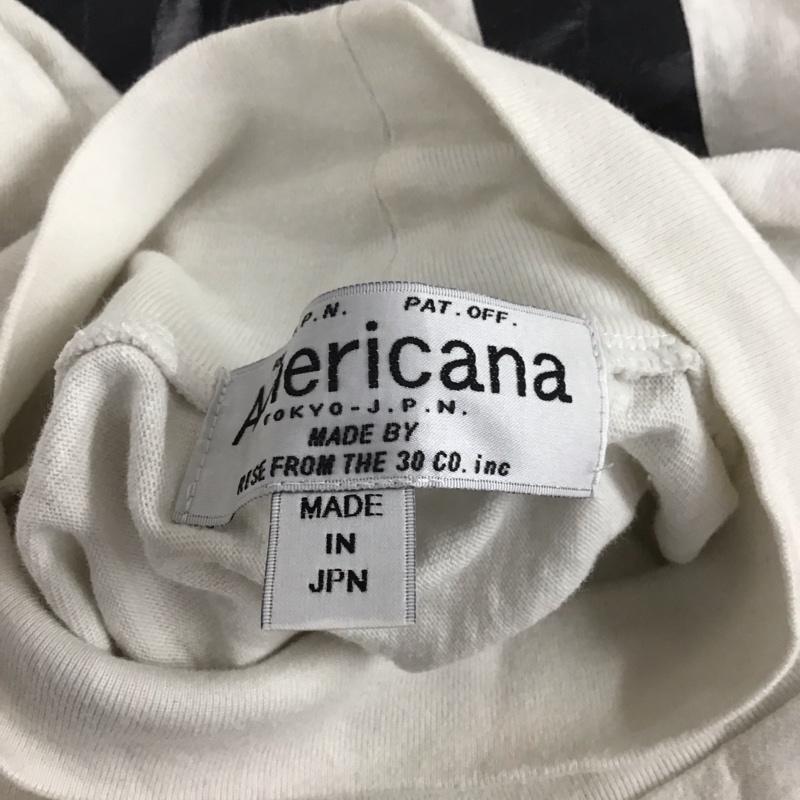 .P.N. PAT.OFF.
Americana
TOKYO-J.P.N.
MADE BY
RISE FROM THE 30 CO. inc
MADE
IN
JPN